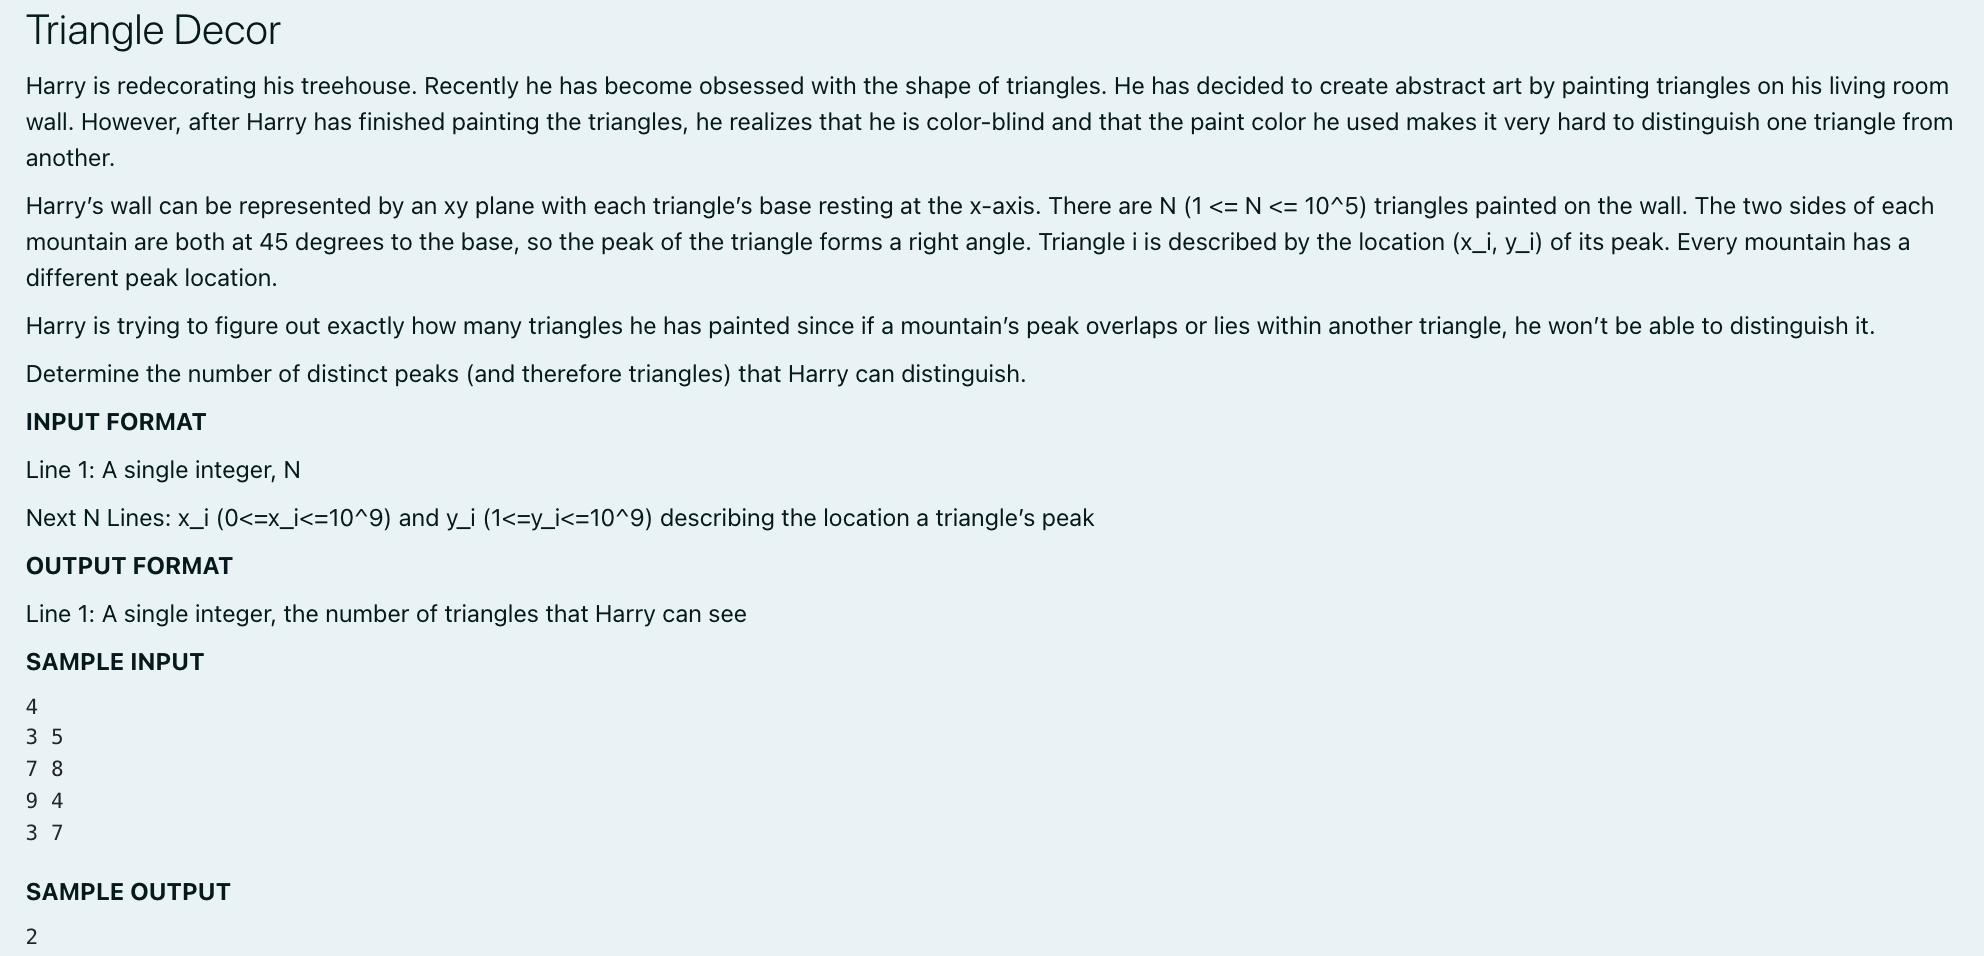 Triangle Decor
Harry is redecorating his treehouse. Recently he has become obsessed with the shape of triangles. He has decided to create abstract art by painting triangles on his living room
wall. However, after Harry has finished painting the triangles, he realizes that he is color-blind and that the paint color he used makes it very hard to distinguish one triangle from
another.
Harry’s wall can be represented by an xy plane with each triangle’s base resting at the x-axis. There are N (1 <= N <= 10^5) triangles painted on the wall. The two sides of each
mountain are both at 45 degrees to the base, so the peak of the triangle forms a right angle. Triangle i is described by the location (x_i, y_i) of its peak. Every mountain has a
different peak location.
Harry is trying to figure out exactly how many triangles he has painted since if a mountain’s peak overlaps or lies within another triangle, he won’t be able to distinguish it.
Determine the number of distinct peaks (and therefore triangles) that Harry can distinguish.
INPUT FORMAT
Line 1: A single integer, N
Next N Lines: x_i (0<=x_i<=10^9) and y_i (1<=y_i<=10^9) describing the location a triangle’s peak
OUTPUT FORMAT
Line 1: A single integer, the number of triangles that Harry can see
SAMPLE INPUT
4
3 5
7 8
9 4
3 7
SAMPLE OUTPUT
2